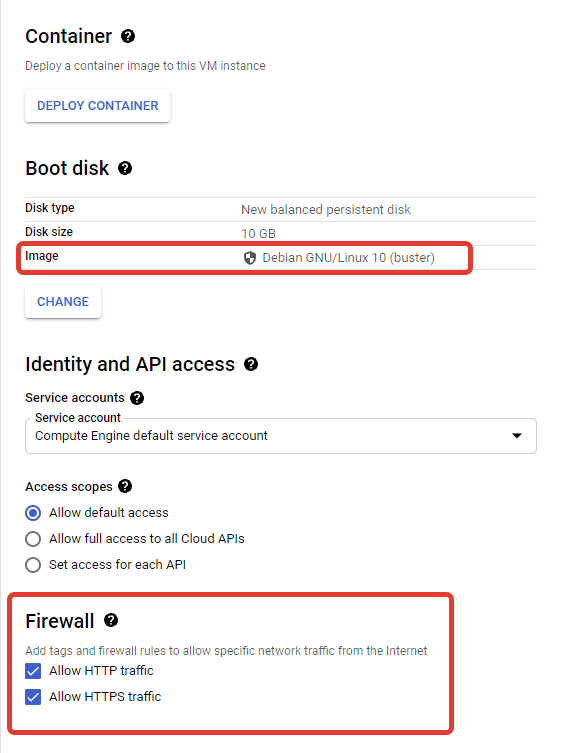 Container
Deploy a container image to this VM instance
DEPLOY CONTAINER
Boot disk
Disk type New balanced persistent disk
Disk size 10 GB
Image Debian GNU/Linux 10 (buster)
CHANGE
Identity and API access
Service accounts
Service account
Compute Engine default service account
Access scopes
Allow default access
Allow full access to all Cloud APIs
Set access for each API
Firewall
Add tags and firewall rules to allow specific network traffic from the Internet
Allow HTTP traffic
Allow HTTPS traffic